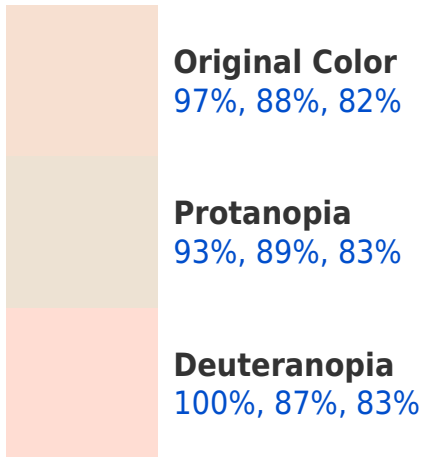 Original Color
97%, 88%, 82%
Protanopia
93%, 89%, 83%
Deuteranopia
100%, 87%, 83%